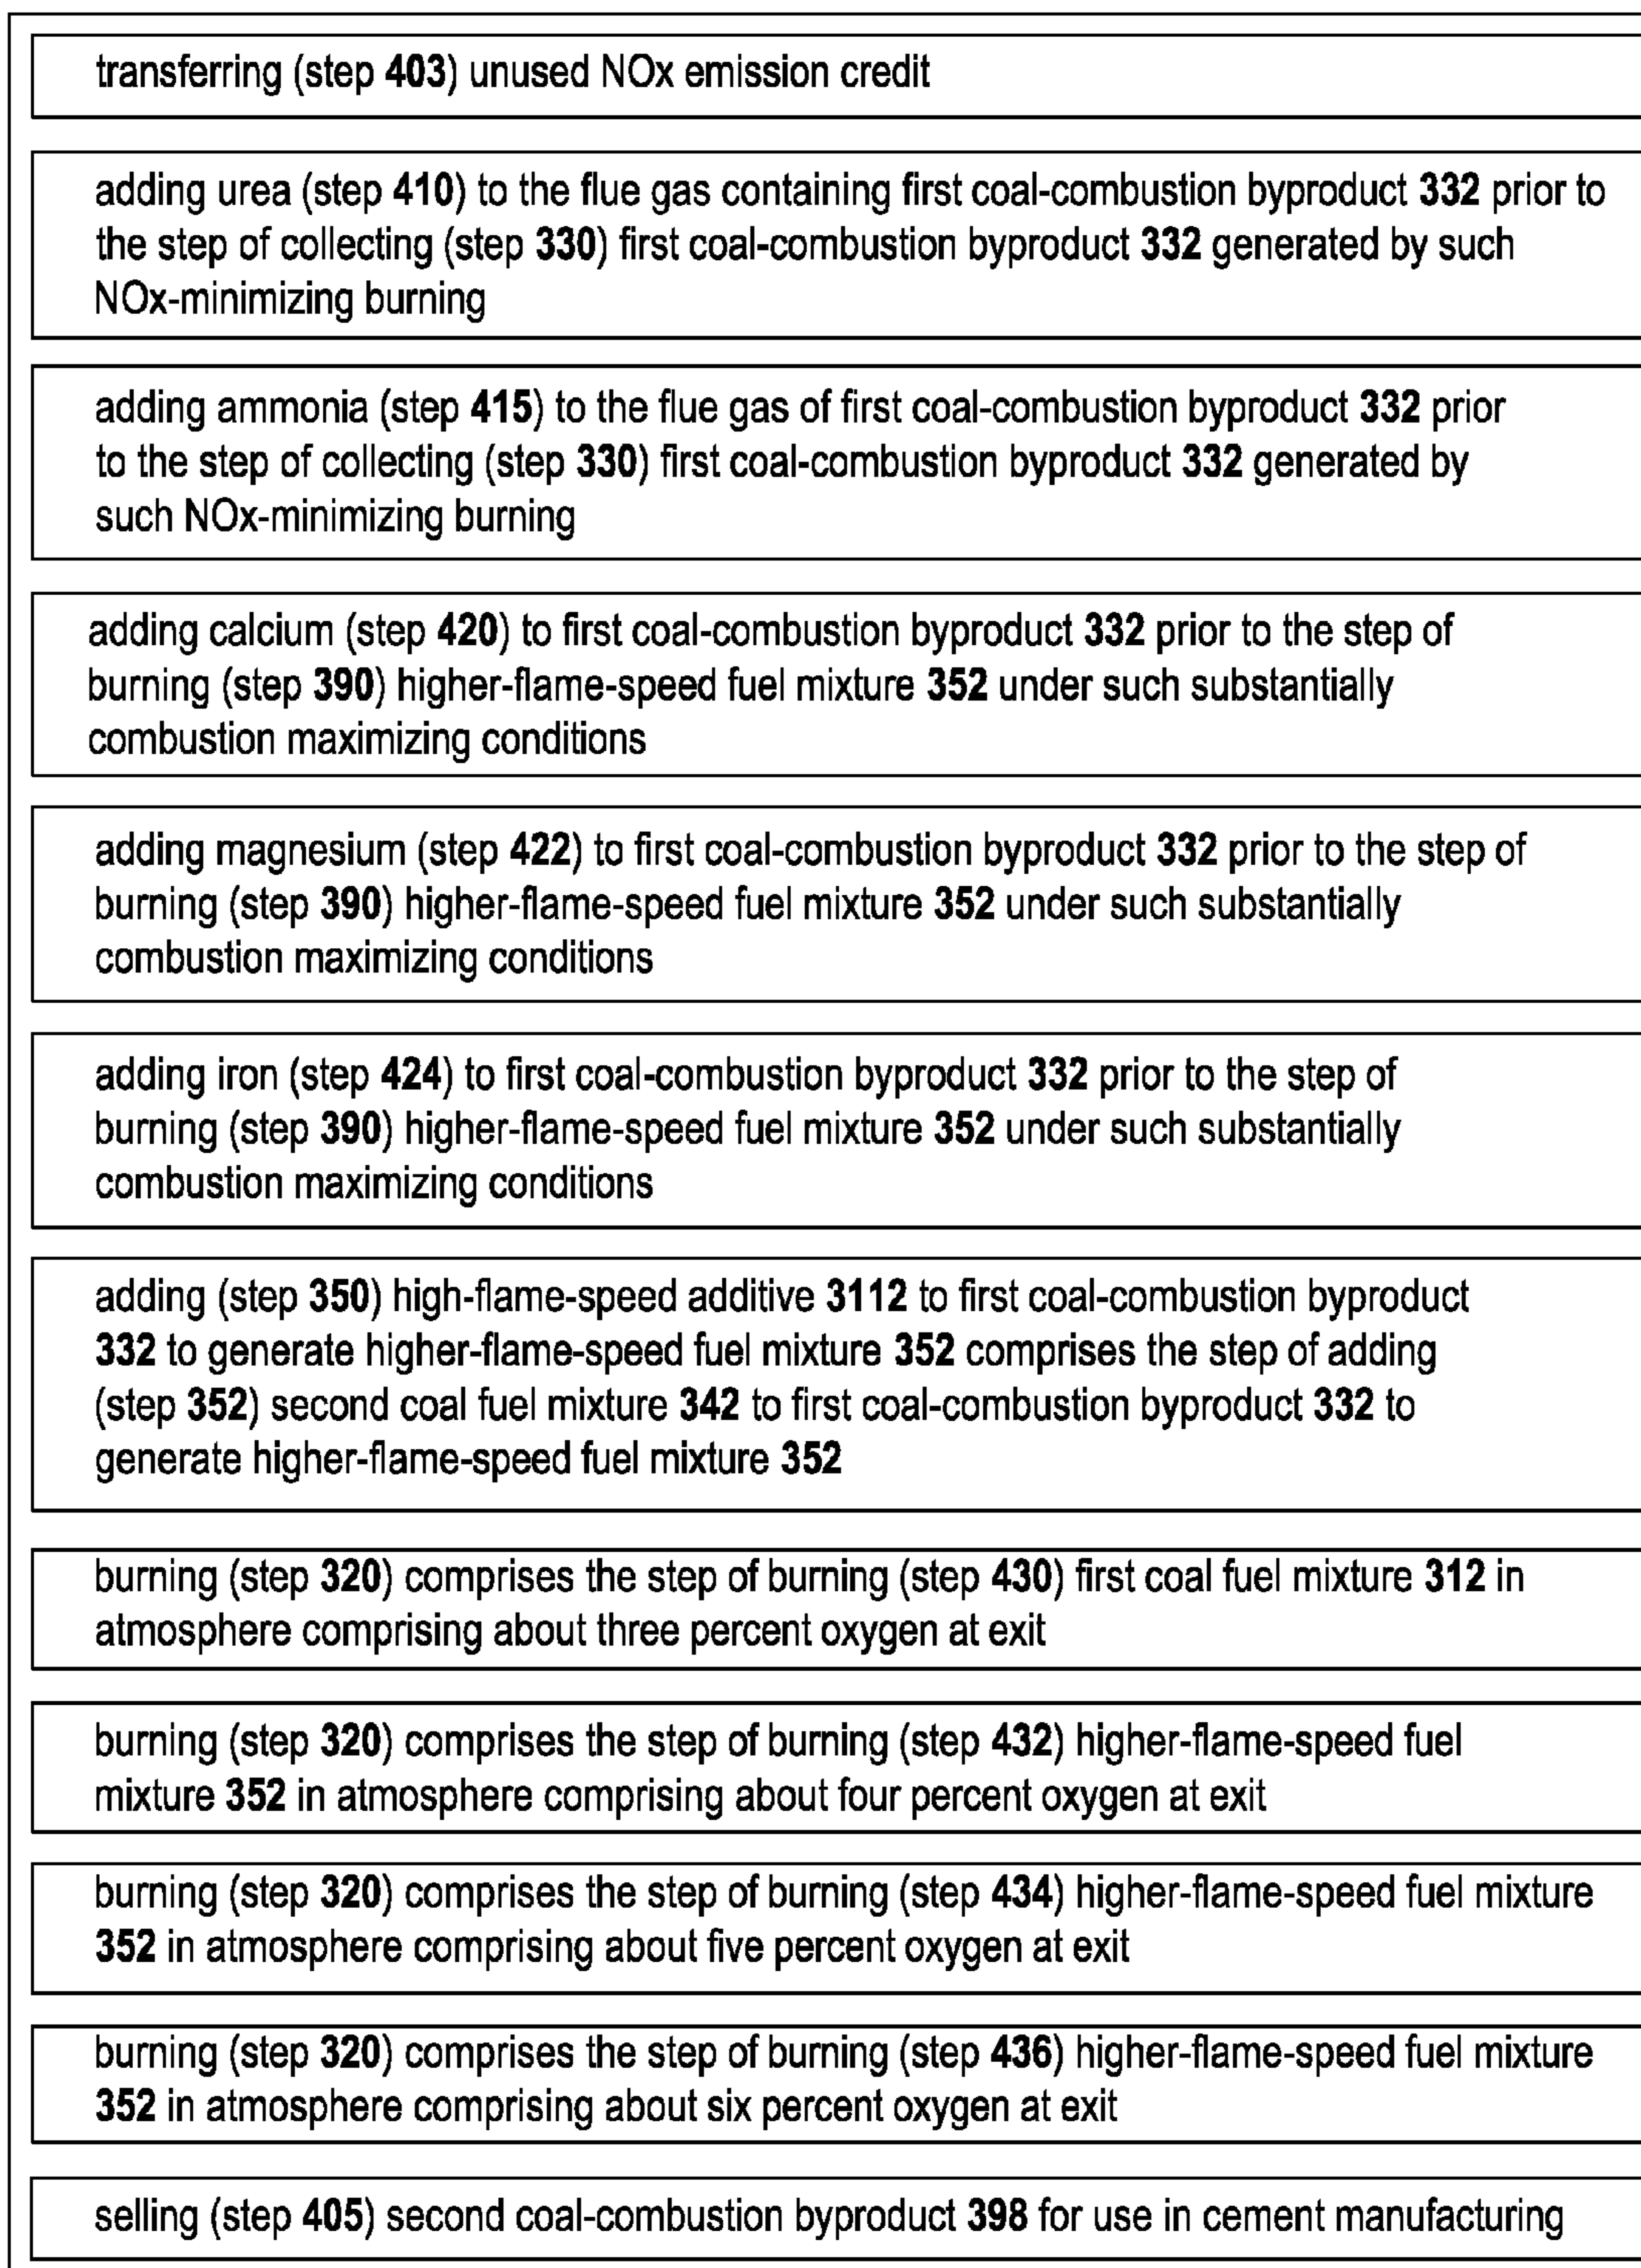 transferring (step 403) unused NOx emission credit
adding urea (step 410) to the flue gas containing first coal-combustion byproduct 332 prior to
the step of collecting (step 330) first coal-combustion byproduct 332 generated by such
NOx-minimizing burning
adding ammonia (step 415) to the flue gas of first coal-combustion byproduct 332 prior
to the step of collecting (step 330) first coal-combustion byproduct 332 generated by
such NOx-minimizing burning
adding calcium (step 420) to first coal-combustion byproduct 332 prior to the step of
burning (step 390) higher-flame-speed fuel mixture 352 under such substantially
combustion maximizing conditions
adding magnesium (step 422) to first coal-combustion byproduct 332 prior to the step of
burning (step 390) higher-flame-speed fuel mixture 352 under such substantially
combustion maximizing conditions
adding iron (step 424) to first coal-combustion byproduct 332 prior to the step of
burning (step 390) higher-flame-speed fuel mixture 352 under such substantially
combustion maximizing conditions
adding (step 350) high-flame-speed additive 3112 to first coal-combustion byproduct
332 to generate higher-flame-speed fuel mixture 352 comprises the step of adding
(step 352) second coal fuel mixture 342 to first coal-combustion byproduct 332 to
generate higher-flame-speed fuel mixture 352
burning (step 320) comprises the step of burning (step 430) first coal fuel mixture 312 in
atmosphere comprising about three percent oxygen at exit
burning (step 320) comprises the step of burning (step 432) higher-flame-speed fuel
mixture 352 in atmosphere comprising about four percent oxygen at exit
burning (step 320) comprises the step of burning (step 434) higher-flame-speed fuel mixture
352 in atmosphere comprising about five percent oxygen at exit
burning (step 320) comprises the step of burning (step 436) higher-flame-speed fuel mixture
352 in atmosphere comprising about six percent oxygen at exit
selling (step 405) second coal-combustion byproduct 398 for use in cement manufacturing